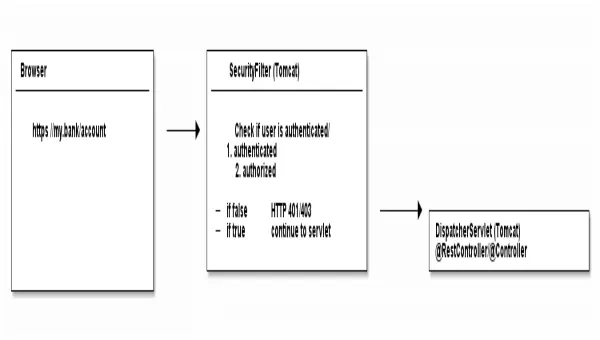 Browser
https://my.bank/account
SecurityFilter (Tomcat)
Check if user is authenticated/
1. authenticated
2. authorized
– if false HTTP 401/403
– if true continue to servlet
DispatcherServlet (Tomcat)
@RestController/@Controller